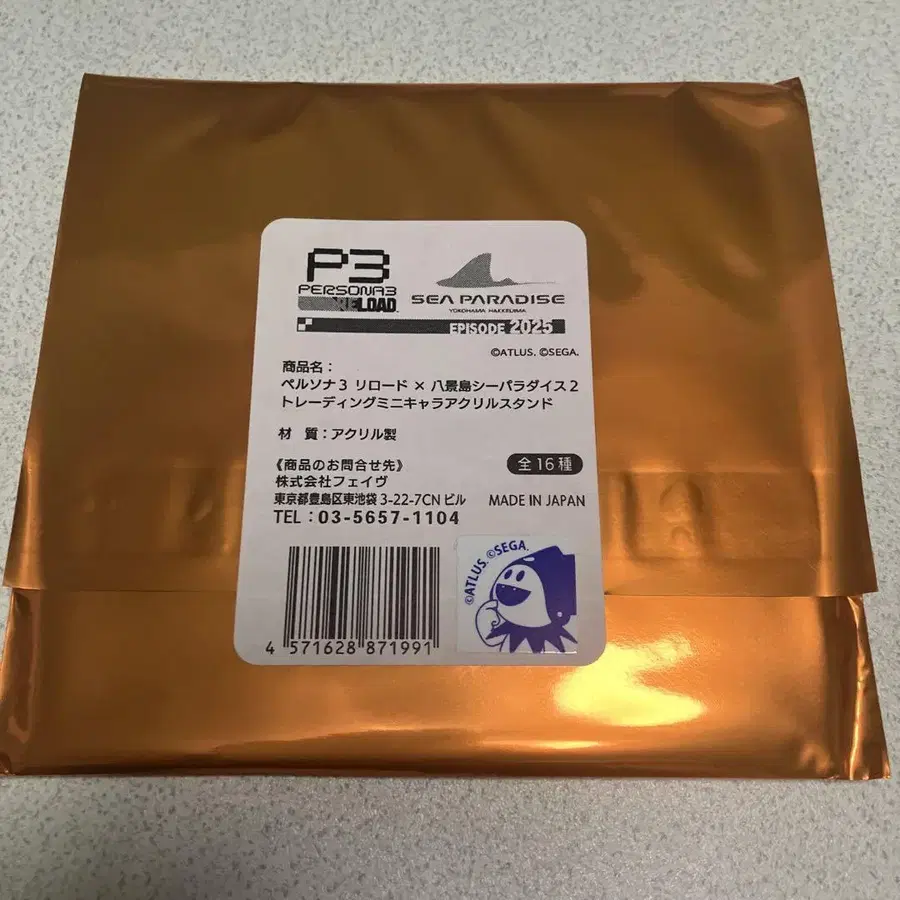 P3
PERSONA3
RELOAD
SEA PARADISE
YOKOHAMA HAKKEIJIMA
EPISODE 2025
©ATLUS. ©SEGA.
商品名：
ペルソナ3 リロード × 八景島シーパラダイス2
トレーディングミニキャラアクリルスタンド
材 質：アクリル製
《商品のお問合せ先》
全16種
株式会社フェイヴ
東京都豊島区東池袋 3-22-7CN ビル
MADE IN JAPAN
TEL：03-5657-1104
©ATLUS. ©SEGA.
4 571628 871991